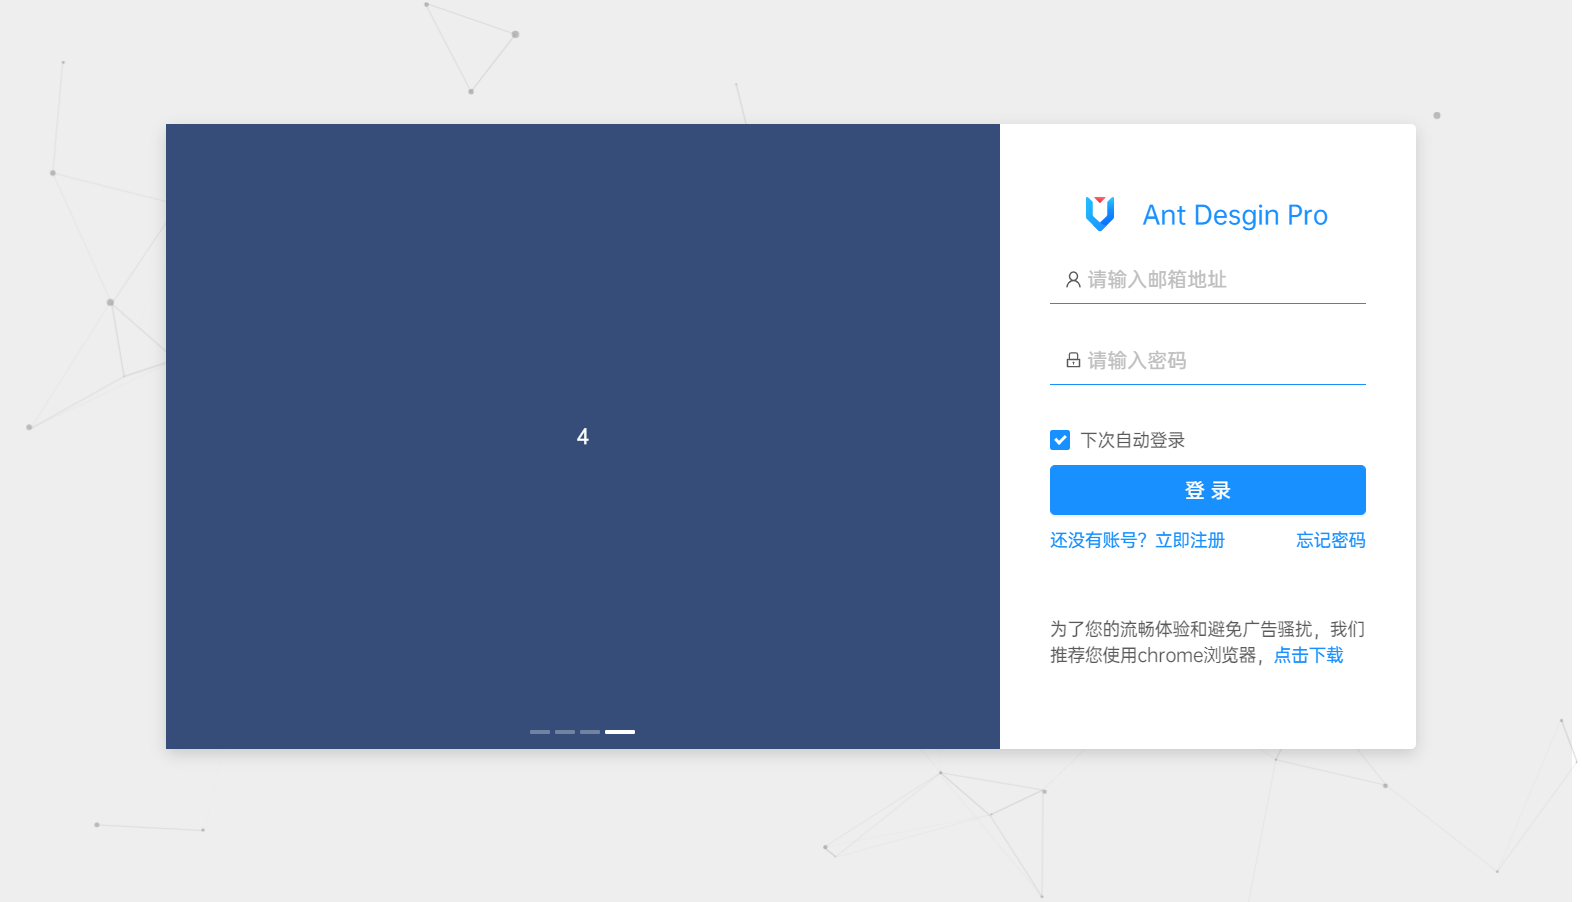 4
Ant Desgin Pro
请输入邮箱地址
请输入密码
下次自动登录
登 录
还没有账号？立即注册
忘记密码
为了您的流畅体验和避免广告骚扰，我们
推荐您使用chrome浏览器，点击下载